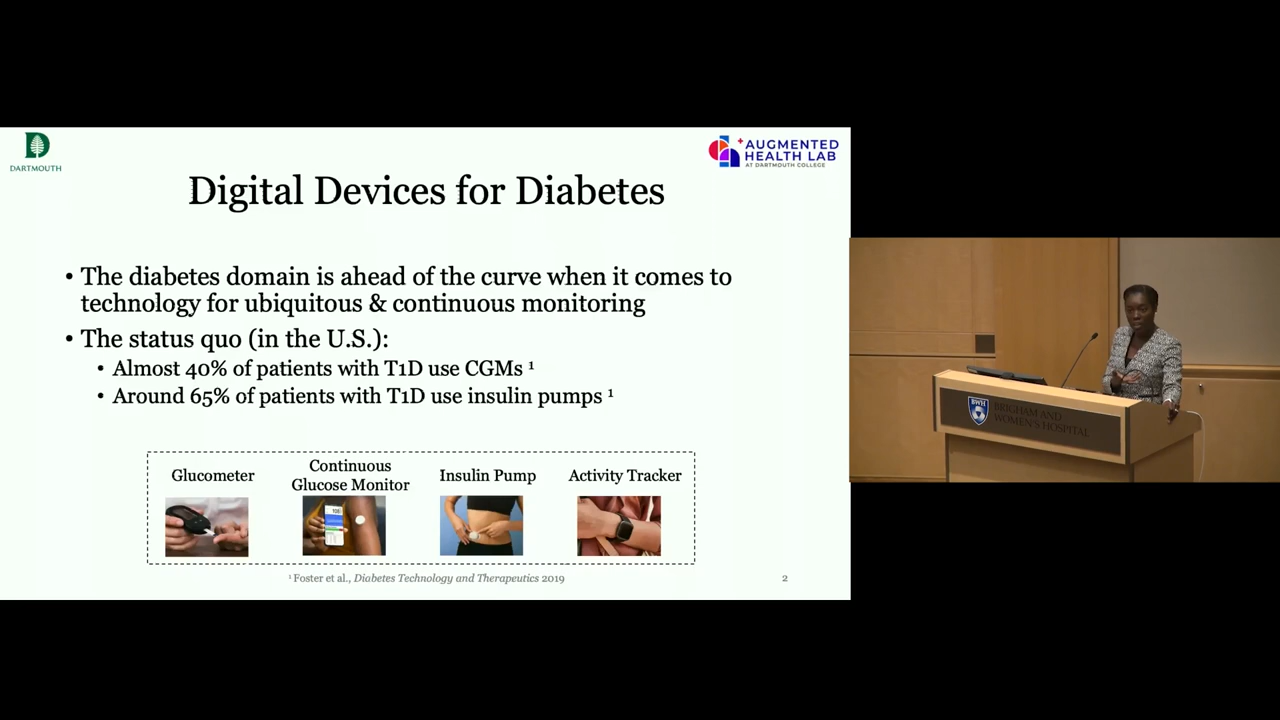 DARTMOUTH
AUGMENTED
HEALTH LAB
AT DARTMOUTH COLLEGE
Digital Devices for Diabetes
• The diabetes domain is ahead of the curve when it comes to
technology for ubiquitous & continuous monitoring
• The status quo (in the U.S.):
• Almost 40% of patients with T1D use CGMs ¹
• Around 65% of patients with T1D use insulin pumps ¹
Glucometer
Continuous
Glucose Monitor
Insulin Pump
Activity Tracker
¹ Foster et al., Diabetes Technology and Therapeutics 2019
2
BWH
BRIGHAM AND
WOMEN'S HOSPITAL